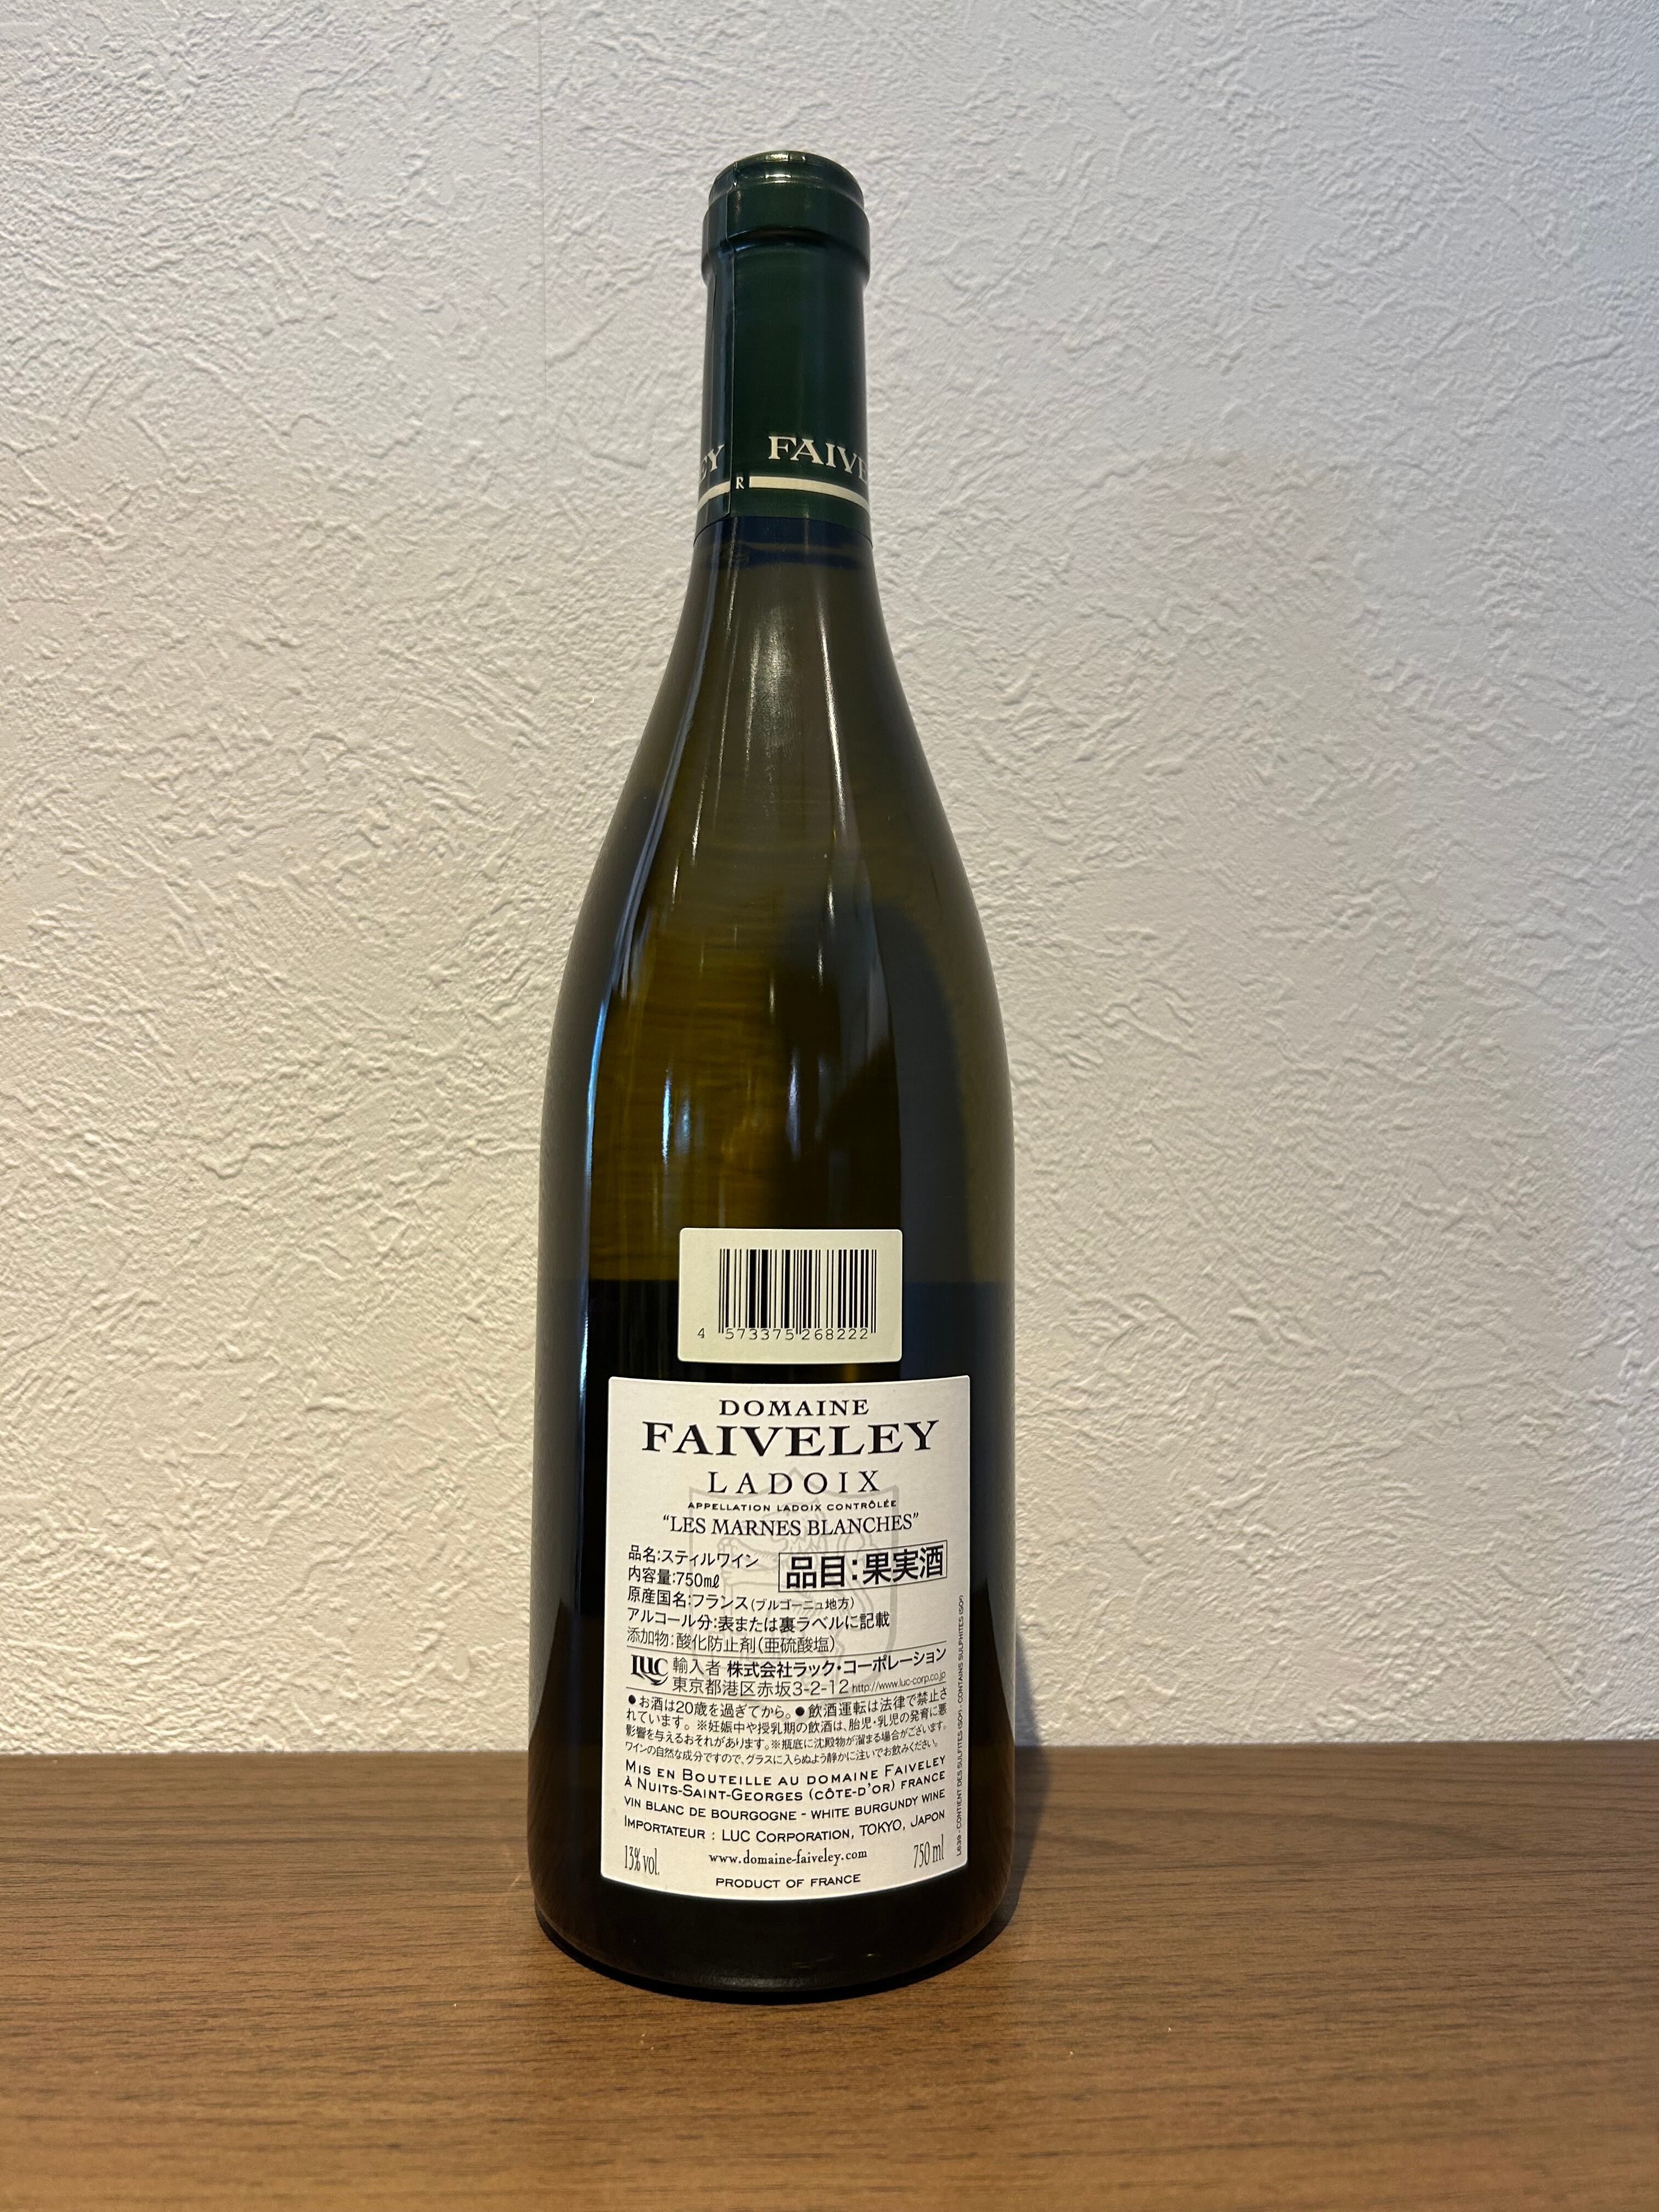 EY R FAIVE
4 573375 268222
DOMAINE
FAIVELEY
LADOIX
APPELLATION LADOIX CONTRÔLÉE
“LES MARNES BLANCHES”
品名:スティルワイン
品目:果実酒
内容量:750㎖
原産国名:フランス(ブルゴーニュ地方)
アルコール分:表または裏ラベルに記載
添加物:酸化防止剤(亜硫酸塩)
LUC 輸入者 株式会社ラック・コーポレーション
東京都港区赤坂3-2-12 http://www.luc-corp.co.jp
●お酒は20歳を過ぎてから。●飲酒運転は法律で禁止さ
れています。※妊娠中や授乳期の飲酒は、胎児・乳児の発育に悪
影響を与えるおそれがあります。※瓶底に沈殿物が溜まる場合がございます。
ワインの自然な成分ですので、グラスに入らぬよう静かに注いでお飲みください。
MIS EN BOUTEILLE AU DOMAINE FAIVELEY
À NUITS-SAINT-GEORGES (CÔTE-D'OR) FRANCE
VIN BLANC DE BOURGOGNE - WHITE BURGUNDY WINE
IMPORTATEUR : LUC CORPORATION, TOKYO, JAPON
13% vol.
www.domaine-faiveley.com
750 ml
PRODUCT OF FRANCE
CONTIENT DES SULFITES (SO²) - CONTAINS SULPHITES (SO²)